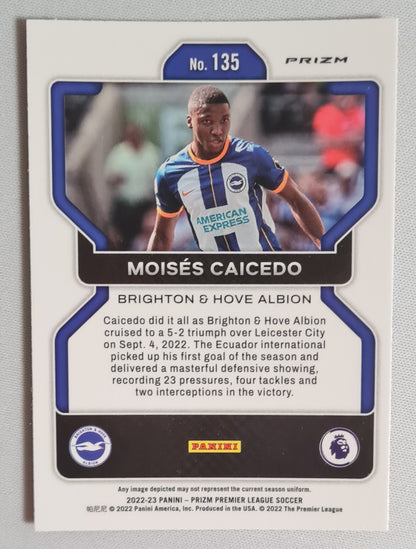 No. 135
PRIZM
AMERICAN
EXPRESS
MOISÉS CAICEDO
BRIGHTON & HOVE ALBION
Caicedo did it all as Brighton & Hove Albion
cruised to a 5-2 triumph over Leicester City
on Sept. 4, 2022. The Ecuador international
picked up his first goal of the season and
delivered a masterful defensive showing,
recording 23 pressures, four tackles and
two interceptions in the victory.
BRIGHTON & HOVE
ALBION
PANINI
Any image depicted may not represent the current season uniform.
2022-23 PANINI – PRIZM PREMIER LEAGUE SOCCER
帕尼尼 © 2022 Panini America, Inc. Produced in the USA. © 2022 The Premier League